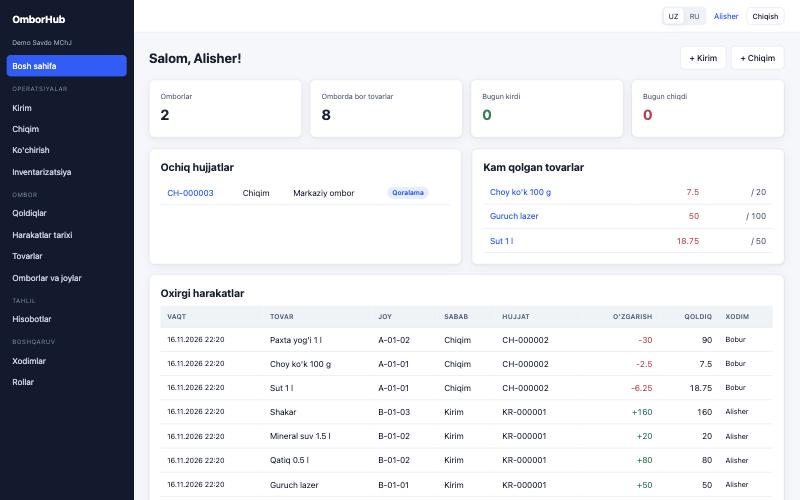 OmborHub
Demo Savdo MChJ
Bosh sahifa
OPERATSIYALAR
Kirim
Chiqim
Ko'chirish
Inventarizatsiya
OMBOR
Qoldiqlar
Harakatlar tarixi
Tovarlar
Omborlar va joylar
TAHLIL
Hisobotlar
BOSHQARUV
Xodimlar
Rollar
UZ RU Alisher Chiqish
Salom, Alisher!
+ Kirim + Chiqim
Omborlar
2
Omborda bor tovarlar
8
Bugun kirdi
0
Bugun chiqdi
0
Ochiq hujjatlar
CH-000003 Chiqim Markaziy ombor Qoralama
Kam qolgan tovarlar
Choy ko'k 100 g 7.5 / 20
Guruch lazer 50 / 100
Sut 1 l 18.75 / 50
Oxirgi harakatlar
VAQT TOVAR JOY SABAB HUJJAT O'ZGARISH QOLDIQ XODIM
16.11.2026 22:20 Paxta yog'i 1 l A-01-02 Chiqim CH-000002 -30 90 Bobur
16.11.2026 22:20 Choy ko'k 100 g A-01-01 Chiqim CH-000002 -2.5 7.5 Bobur
16.11.2026 22:20 Sut 1 l A-01-01 Chiqim CH-000002 -6.25 18.75 Bobur
16.11.2026 22:20 Shakar B-01-03 Kirim KR-000001 +160 160 Alisher
16.11.2026 22:20 Mineral suv 1.5 l B-01-02 Kirim KR-000001 +20 20 Alisher
16.11.2026 22:20 Qatiq 0.5 l B-01-02 Kirim KR-000001 +80 80 Alisher
16.11.2026 22:20 Guruch lazer B-01-01 Kirim KR-000001 +50 50 Alisher